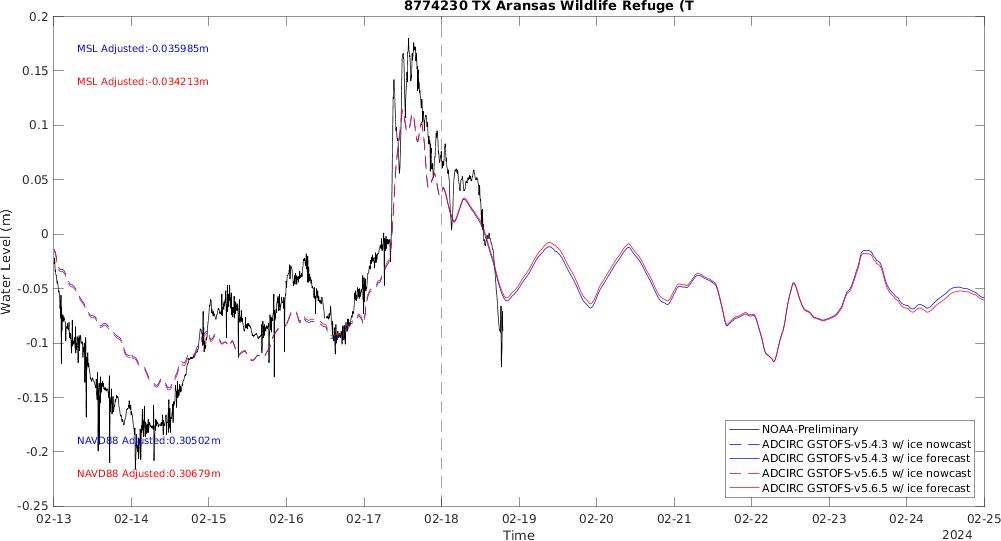 8774230 TX Aransas Wildlife Refuge (T
0.2
MSL Adjusted:-0.035985m
0.15
MSL Adjusted:-0.034213m
0.1
0.05
0
-0.05
-0.1
-0.15
-0.2
-0.25
Water Level (m)
NAVD88 Adjusted:0.30502m
NAVD88 Adjusted:0.30679m
NOAA-Preliminary
ADCIRC GSTOFS-v5.4.3 w/ ice nowcast
ADCIRC GSTOFS-v5.4.3 w/ ice forecast
ADCIRC GSTOFS-v5.6.5 w/ ice nowcast
ADCIRC GSTOFS-v5.6.5 w/ ice forecast
02-13 02-14 02-15 02-16 02-17 02-18 02-19 02-20 02-21 02-22 02-23 02-24 02-25
Time
2024